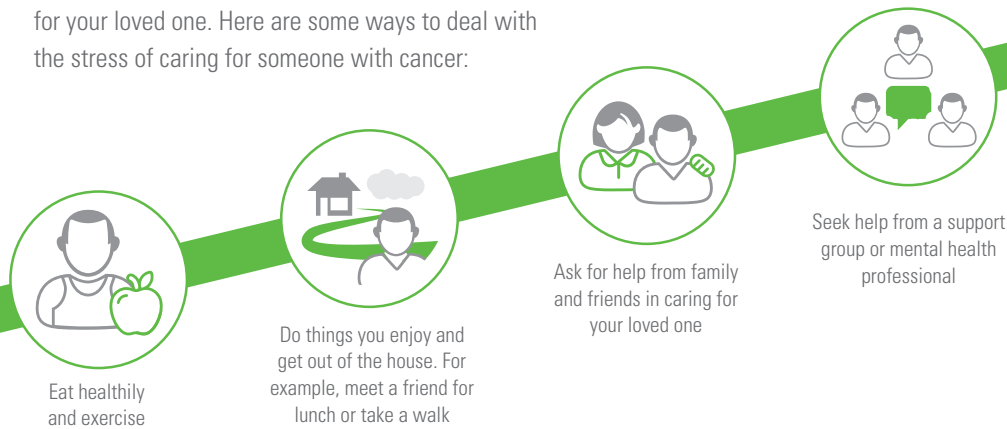 for your loved one. Here are some ways to deal with
the stress of caring for someone with cancer:
Eat healthily
and exercise
Do things you enjoy and
get out of the house. For
example, meet a friend for
lunch or take a walk
Ask for help from family
and friends in caring for
your loved one
Seek help from a support
group or mental health
professional